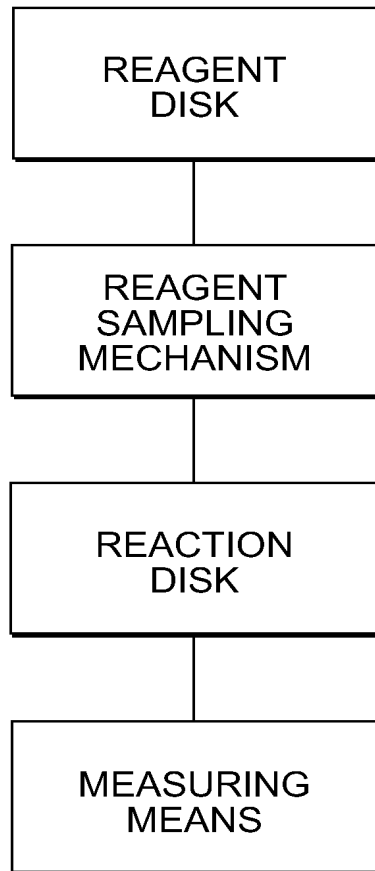 REAGENT
DISK
REAGENT
SAMPLING
MECHANISM
REACTION
DISK
MEASURING
MEANS